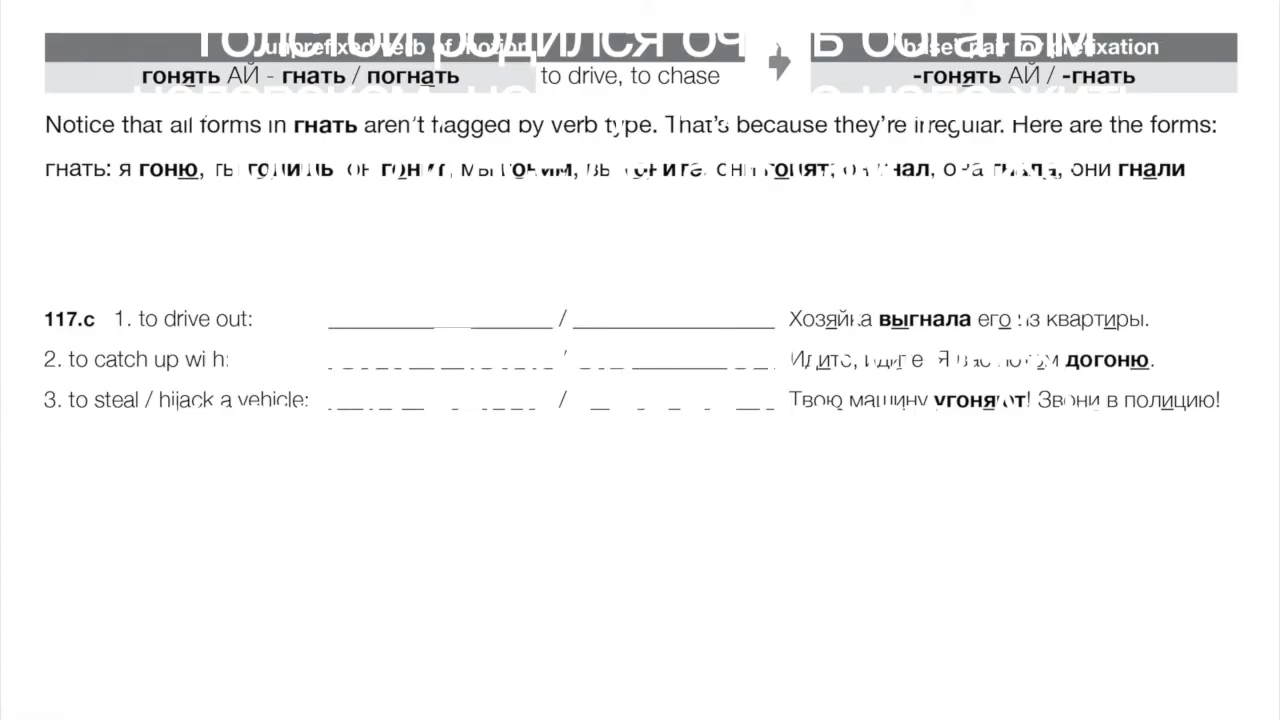 Толстой родился очень богатым
unprefixed verb of motion pair for prefixation
гонять АЙ - гнать / погнать to drive, to chase -гонять АЙ / -гнать
Notice that all forms in гнать aren't flagged by verb type. That's because they're irregular. Here are the forms:
гнать: я гоню, ты гонишь, он гонит, мы гоним, вы гоните, они гонят; он гнал, она гнала, они гнали
117.c 1. to drive out: / Хозяйка выгнала его из квартиры.
2. to catch up with: / Идите, идите! Я вас потом догоню.
3. to steal / hijack a vehicle: / Твою машину угоняют! Звони в полицию!